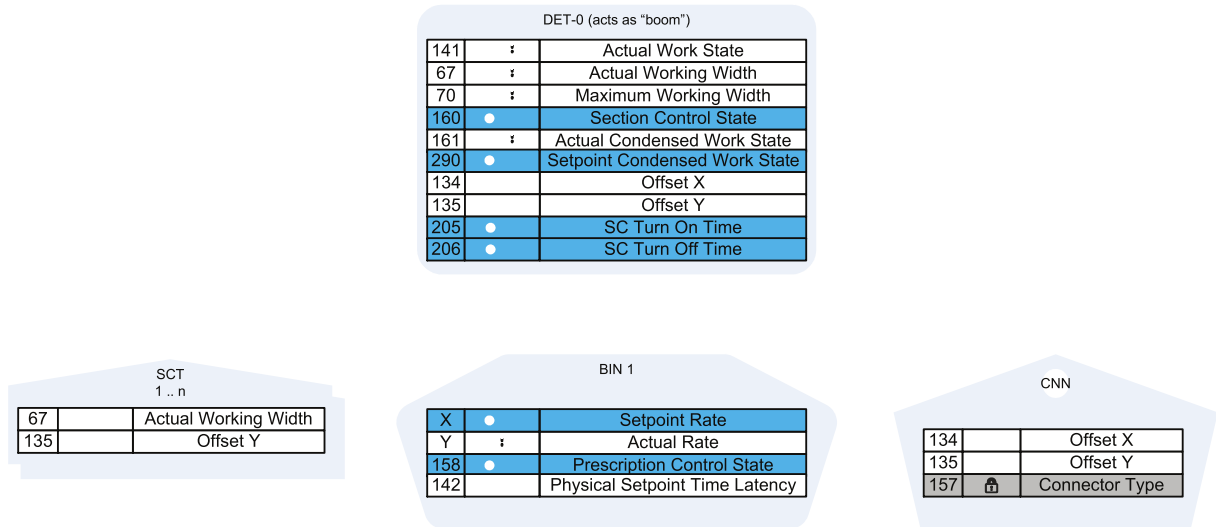 DET-0 (acts as “boom”)
141 Actual Work State
67 Actual Working Width
70 Maximum Working Width
160 Section Control State
161 Actual Condensed Work State
290 Setpoint Condensed Work State
134 Offset X
135 Offset Y
205 SC Turn On Time
206 SC Turn Off Time
SCT
1 .. n
67 Actual Working Width
135 Offset Y
BIN 1
X Setpoint Rate
Y Actual Rate
158 Prescription Control State
142 Physical Setpoint Time Latency
CNN
134 Offset X
135 Offset Y
157 Connector Type